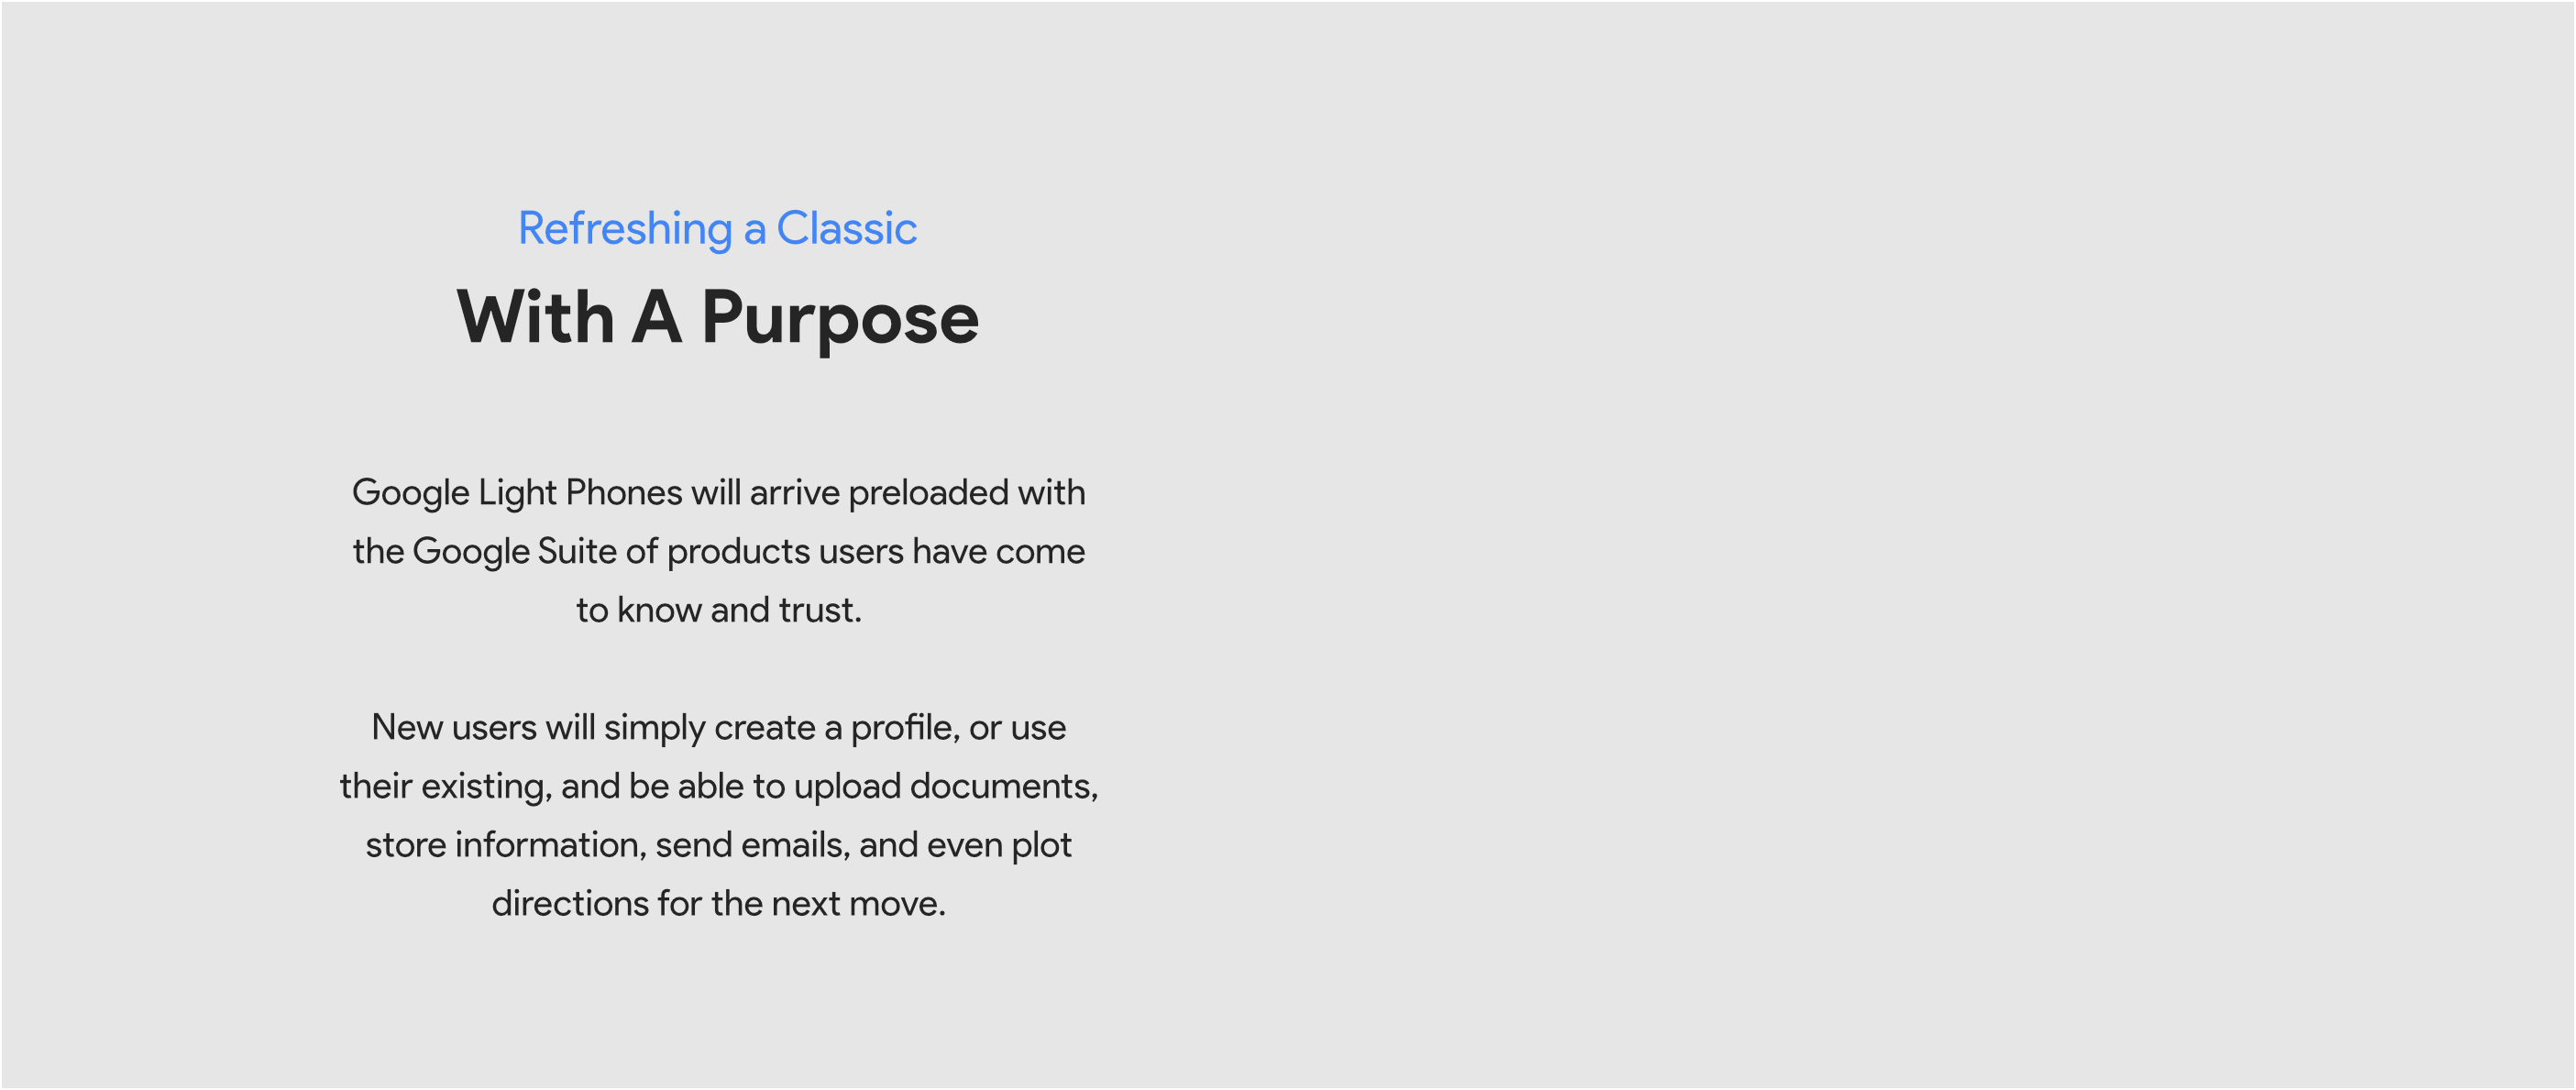 Refreshing a Classic
With A Purpose
Google Light Phones will arrive preloaded with
the Google Suite of products users have come
to know and trust.
New users will simply create a profile, or use
their existing, and be able to upload documents,
store information, send emails, and even plot
directions for the next move.